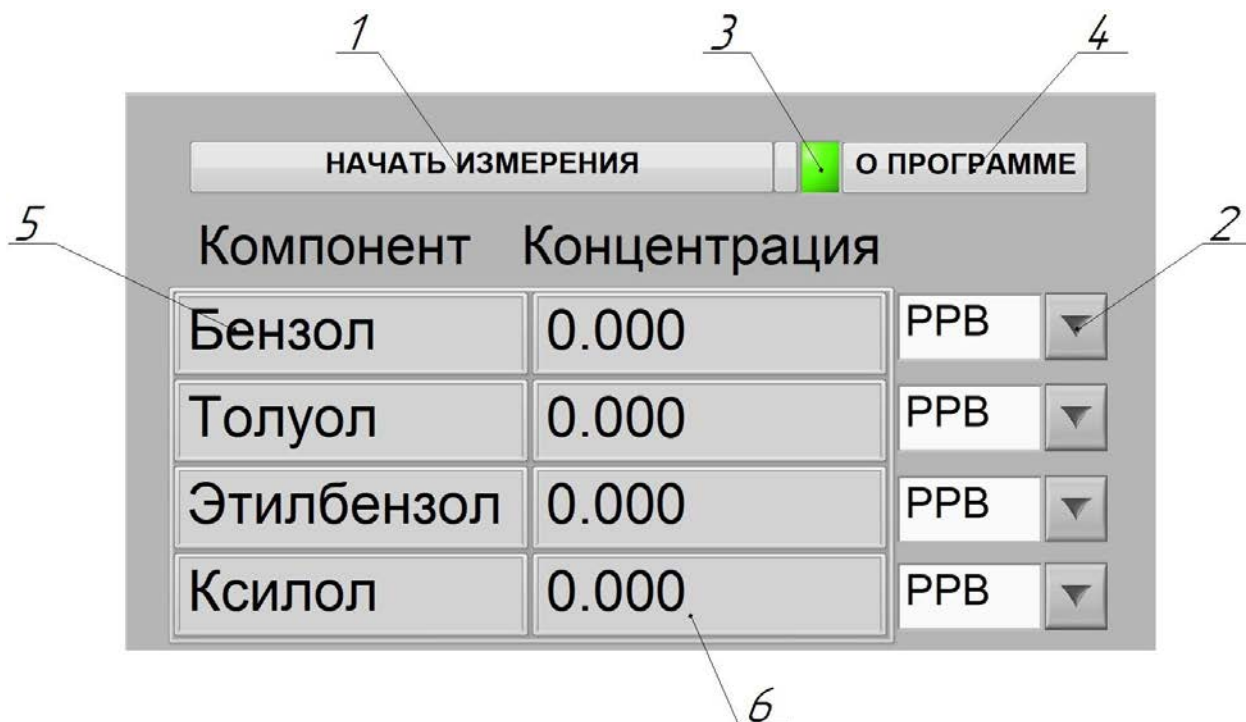 1 3 4
НАЧАТЬ ИЗМЕРЕНИЯ О ПРОГРАММЕ
5 Компонент Концентрация 2
Бензол 0.000 PPB
Толуол 0.000 PPB
Этилбензол 0.000 PPB
Ксилол 0.000 PPB
6